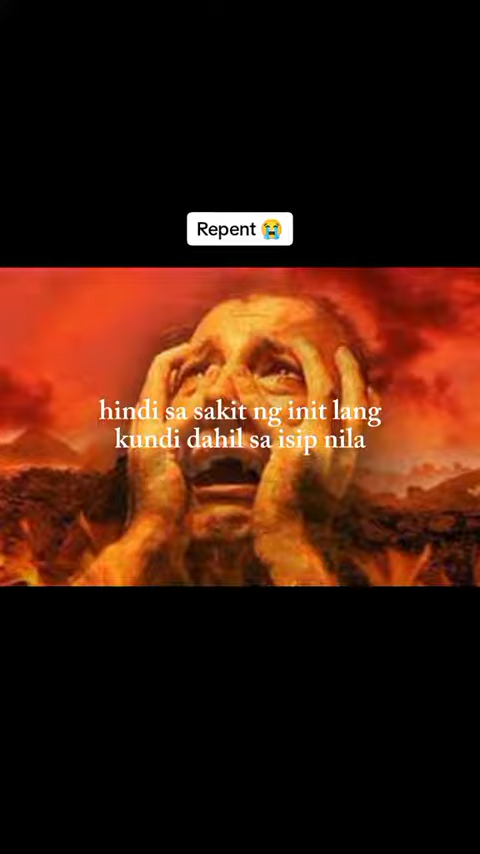 Repent 😭
hindi sa sakit ng init lang
kundi dahil sa isip nila